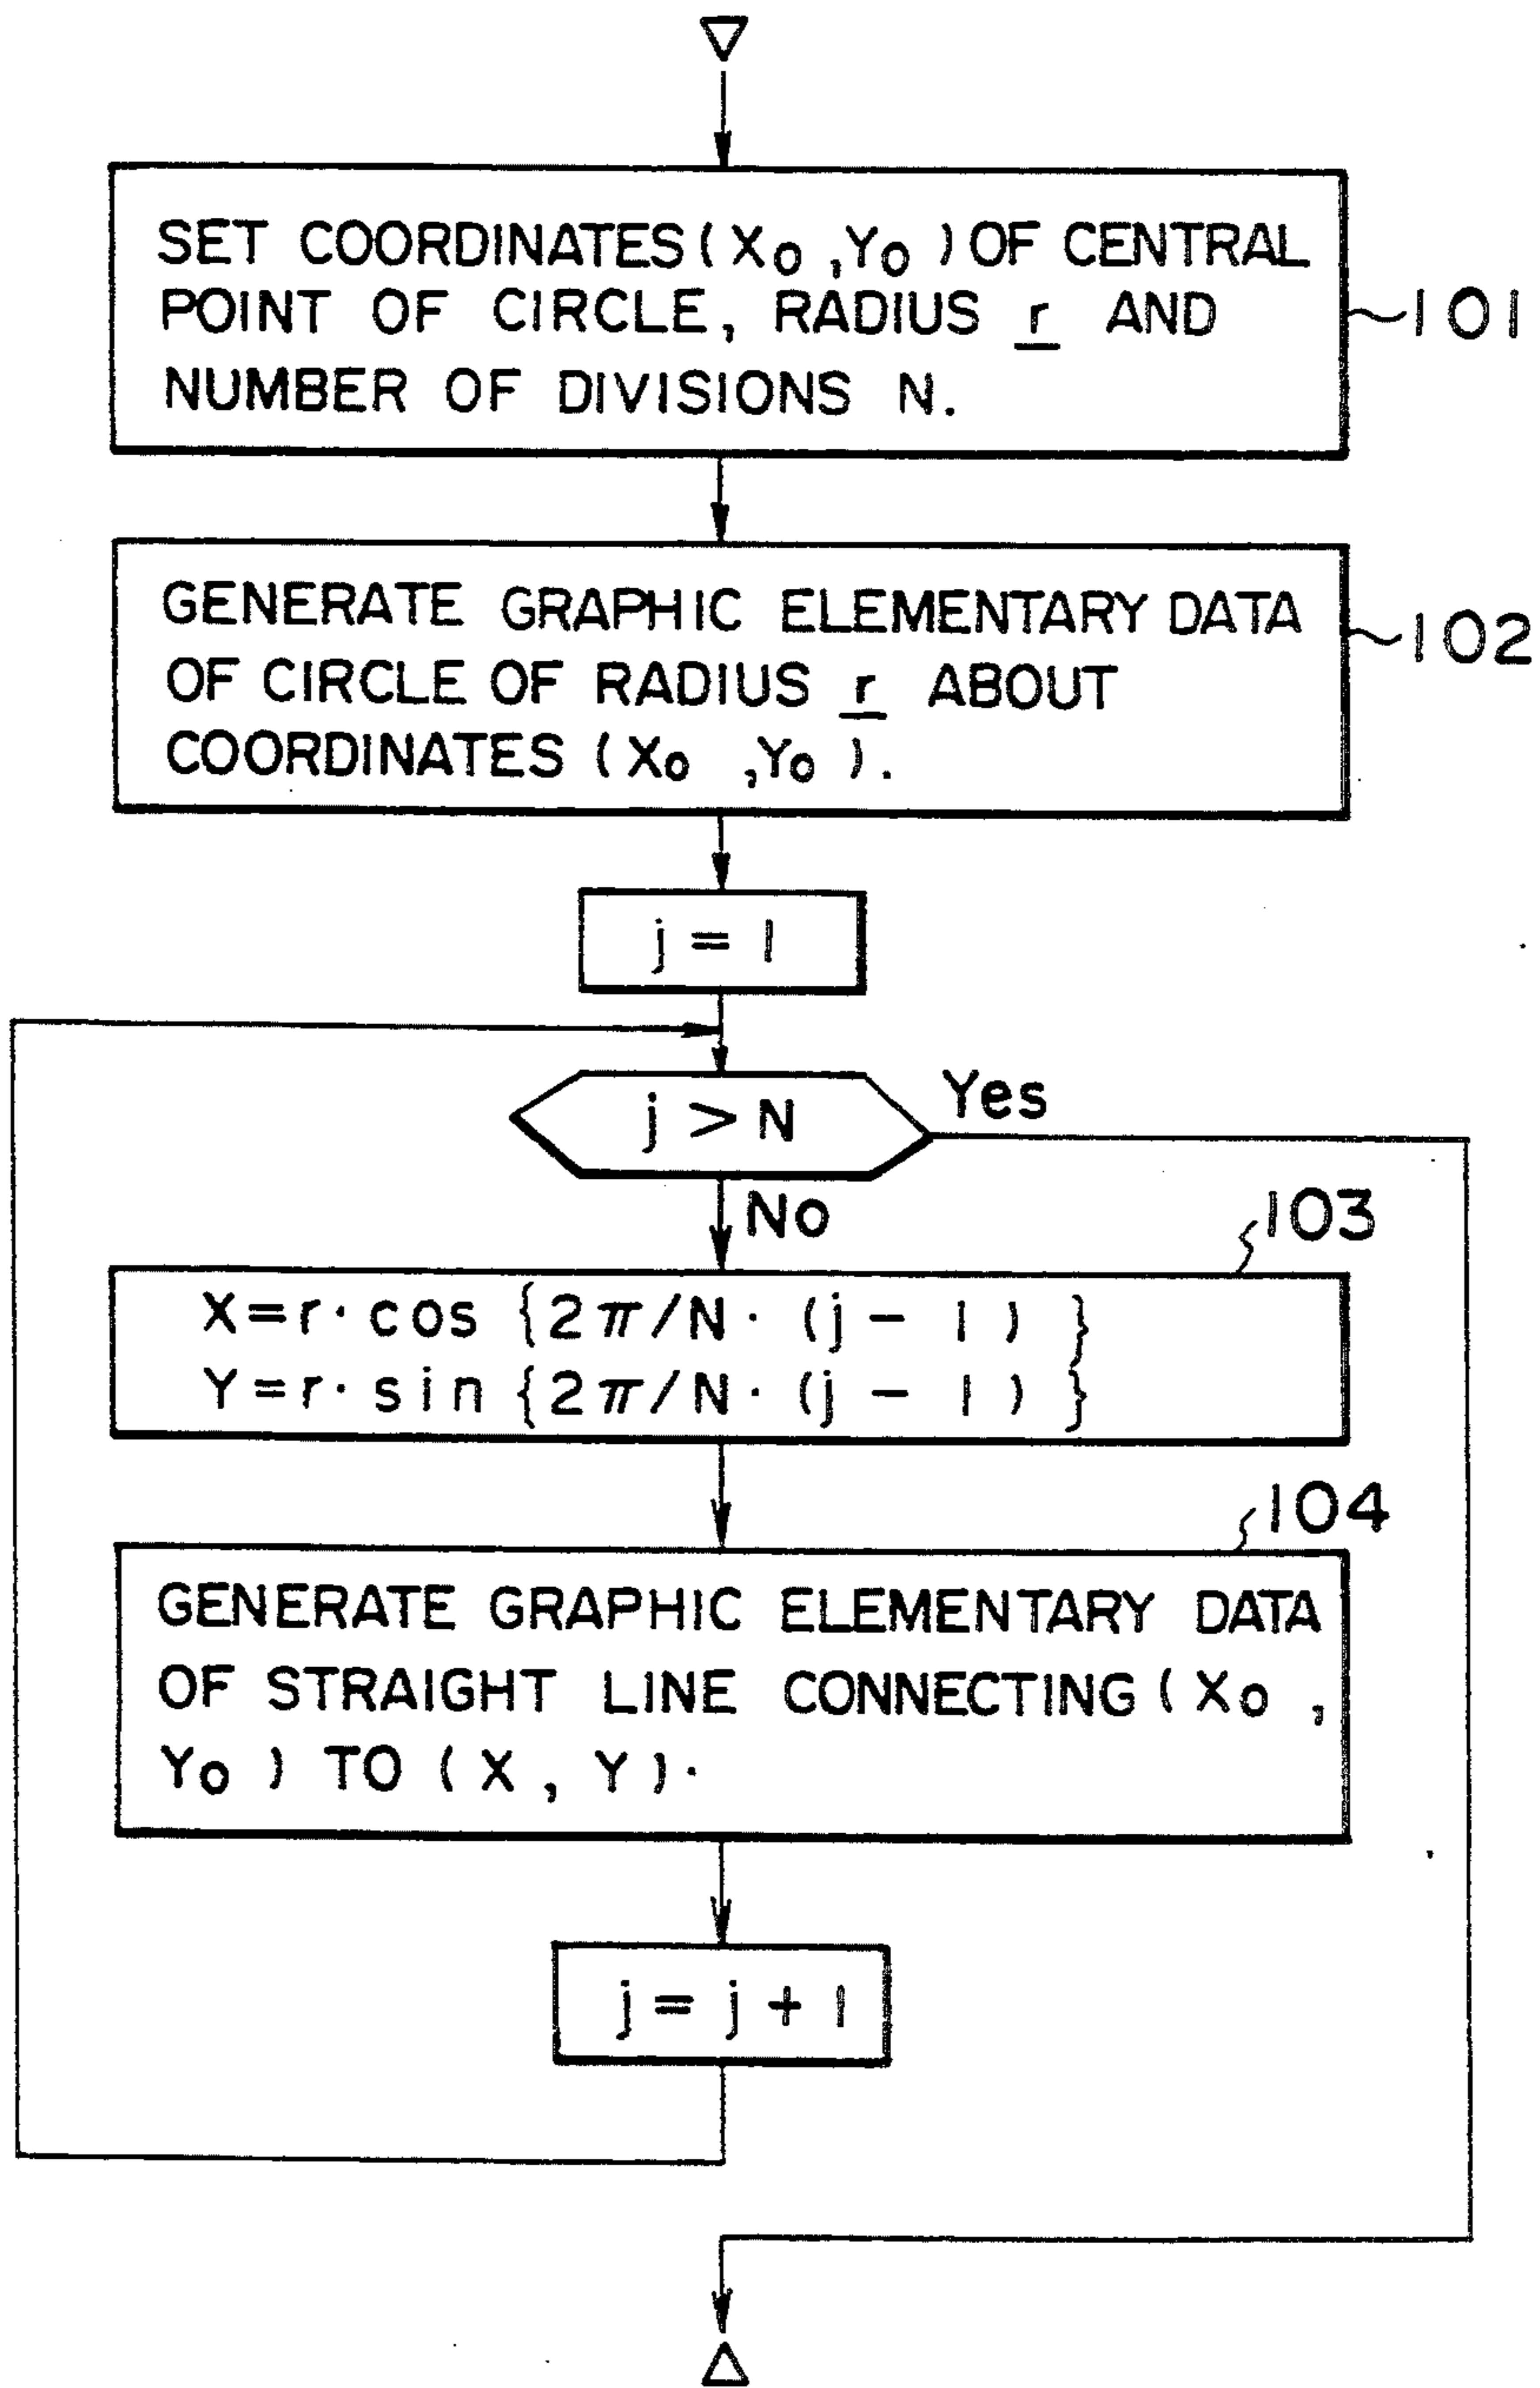 SET COORDINATES (X₀ ,Y₀ ) OF CENTRAL
POINT OF CIRCLE, RADIUS r AND
NUMBER OF DIVISIONS N.
101
GENERATE GRAPHIC ELEMENTARY DATA
OF CIRCLE OF RADIUS r ABOUT
COORDINATES (X₀ ,Y₀ ).
102
j = 1
j > N
Yes
No
103
X=r· cos {2π/N· (j - 1 ) }
Y=r· sin {2π/N· (j - 1 ) }
104
GENERATE GRAPHIC ELEMENTARY DATA
OF STRAIGHT LINE CONNECTING (X₀ ,
Y₀ ) TO (X, Y).
j = j + 1